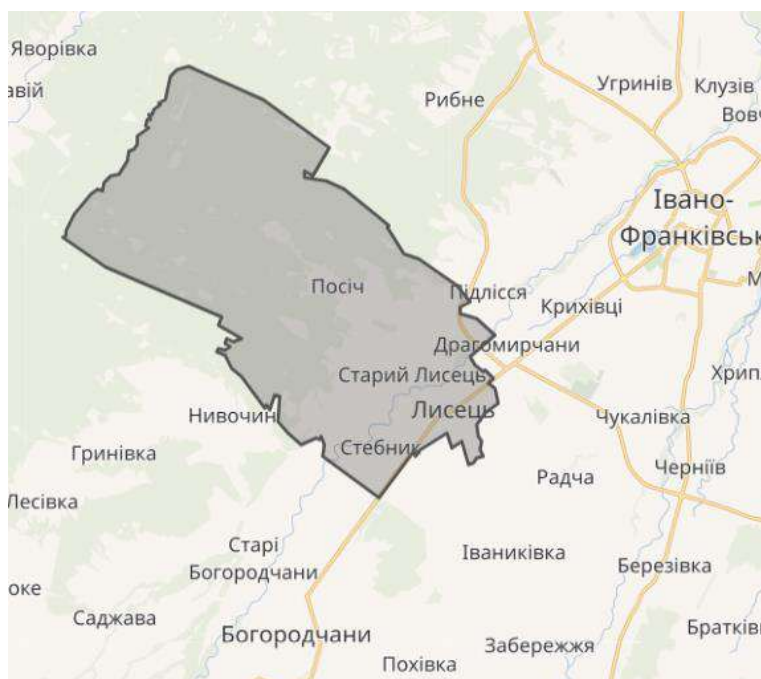 Яворівка
авій
Угринів
Клузів
Рибне
Вовч
Івано-
Франківськ
М
Посіч
Підлісся
Крихівці
Драгомирчани
Старий Лисець
Хрипл
Лисець
Нивочин
Чукалівка
Стебник
Гринівка
Черніїв
Радча
Лесівка
Старі
Богородчани
Іваниківка
Березівка
оке
Саджава
Богородчани
Братків
Забережжя
Похівка